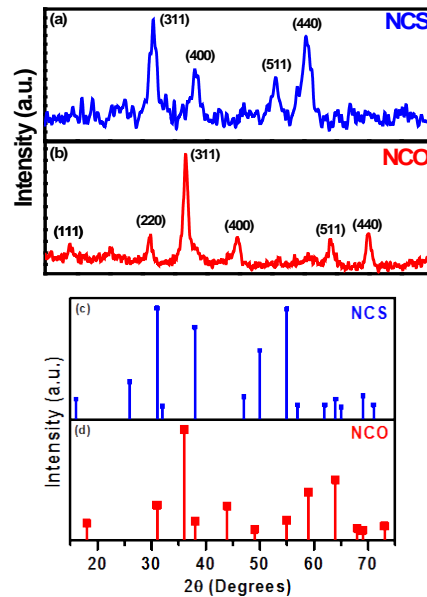 (a)
(311)
NCS
(400)
(511)
(440)
Intensity (a.u.)
(b)
(311)
NCO
(111)
(220)
(400)
(511)
(440)
(c)
NCS
Intensity (a.u.)
(d)
NCO
20 30 40 50 60 70
2θ (Degrees)